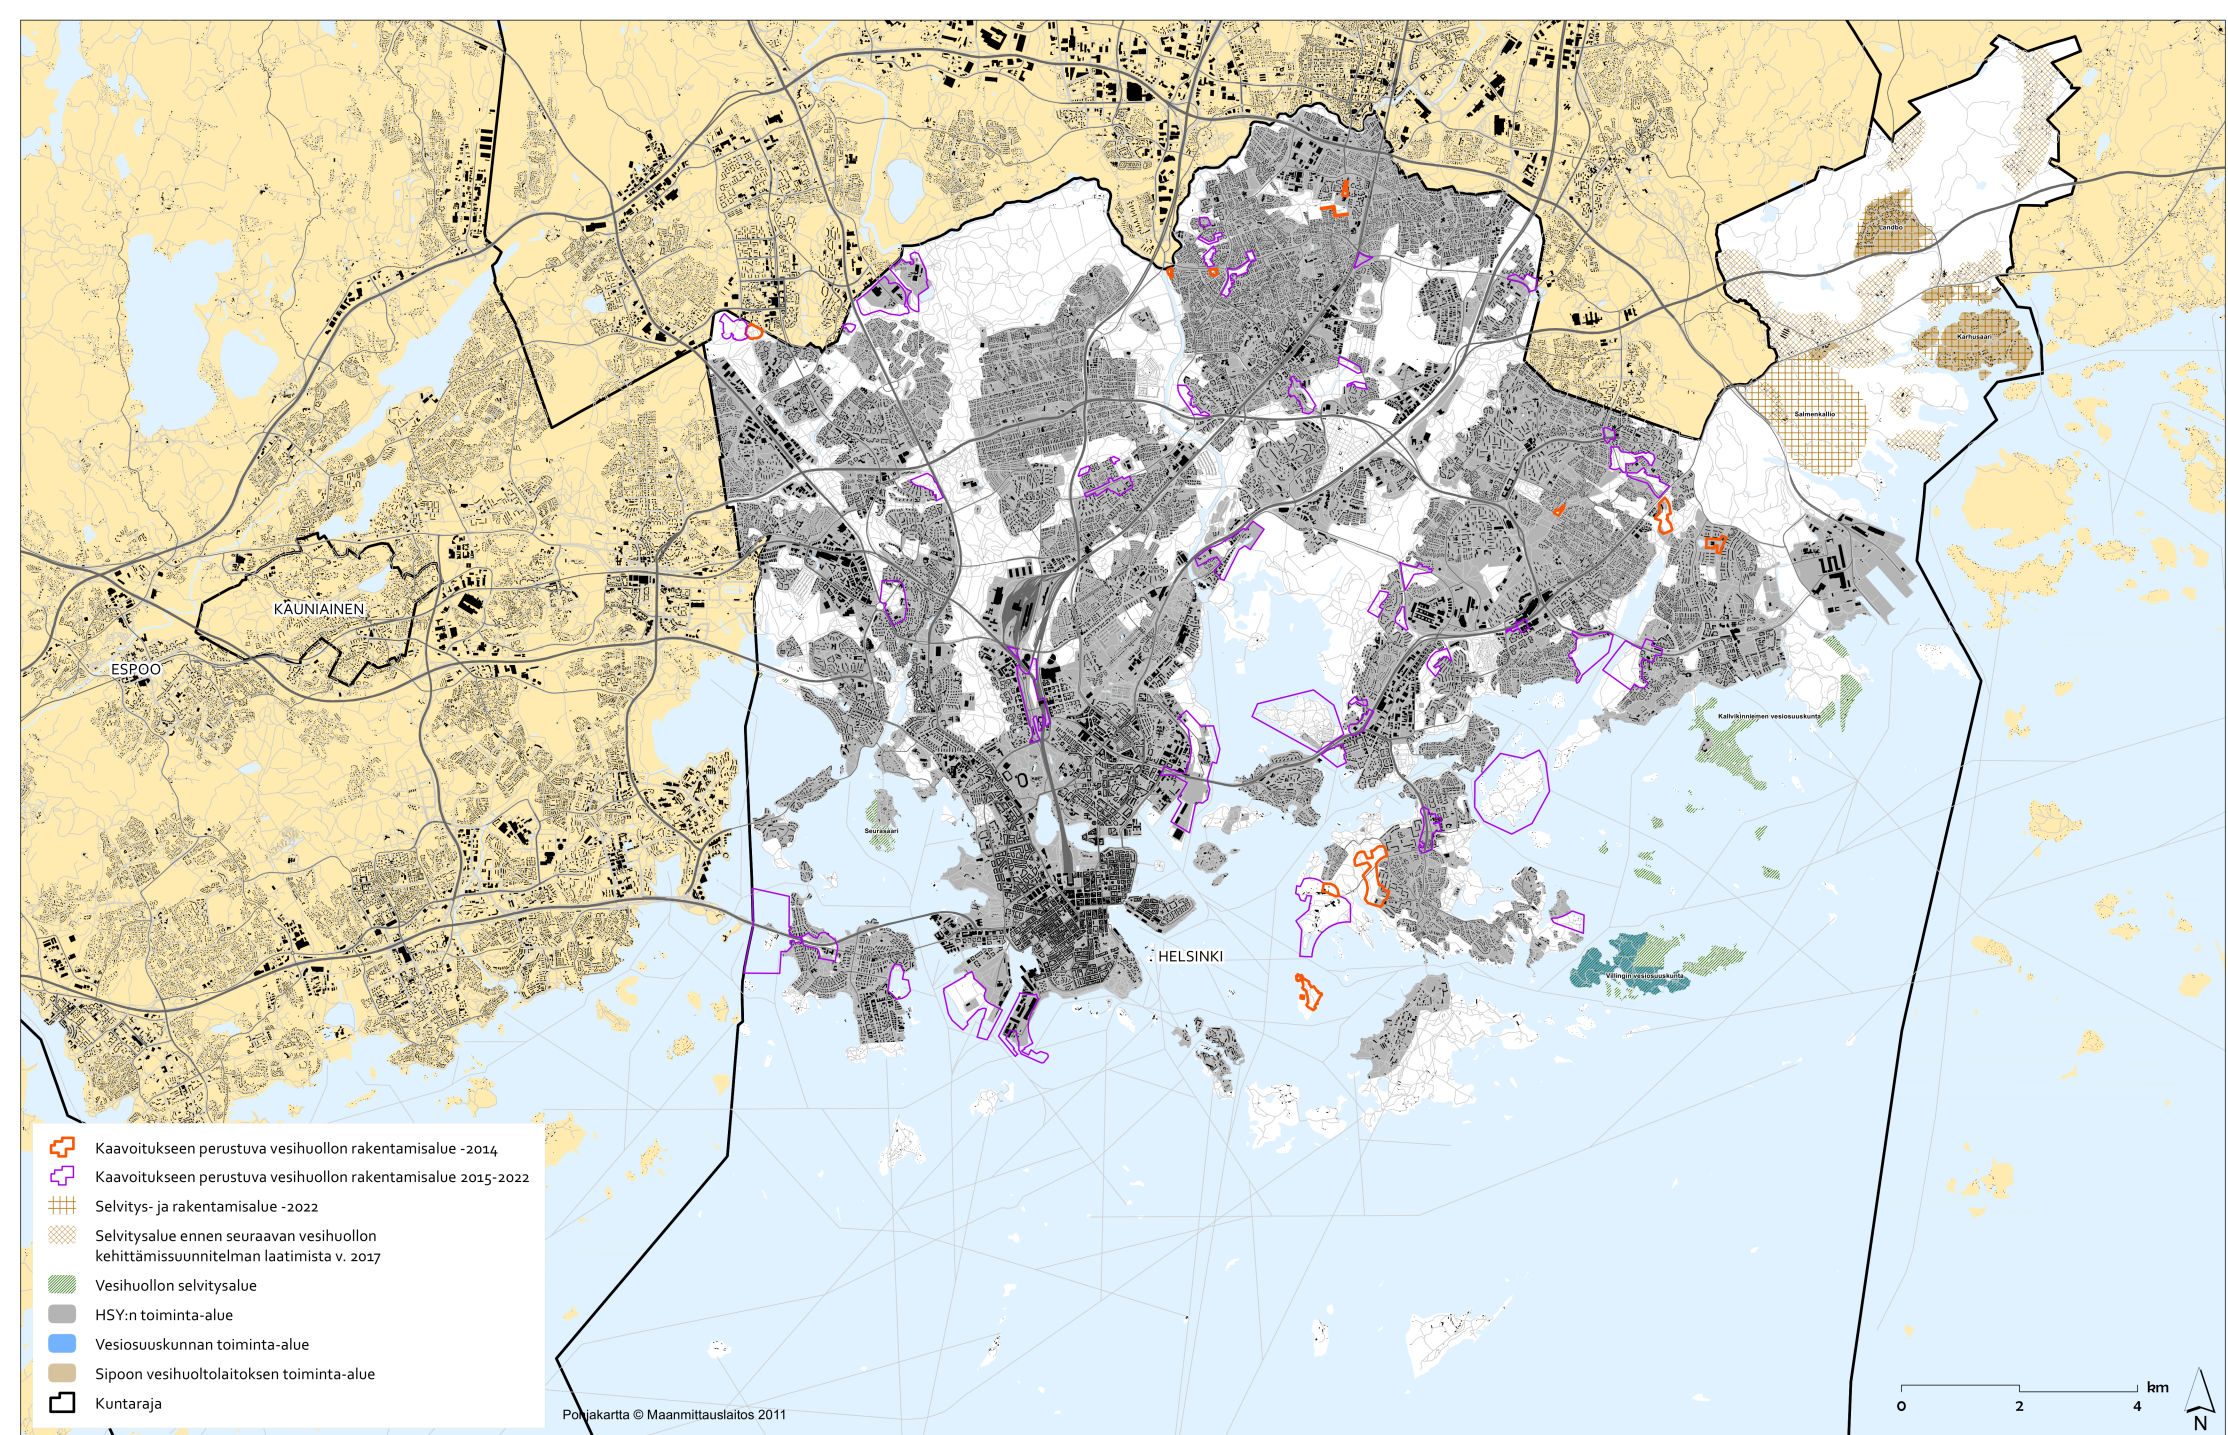 Landbo
Karhusaari
Salmenkallio
KAUNIAINEN
ESPOO
Kallvikinniemen vesiosuuskunta
Seurasaari
HELSINKI
Villingin vesiosuuskunta
Kaavoitukseen perustuva vesihuollon rakentamisalue -2014
Kaavoitukseen perustuva vesihuollon rakentamisalue 2015-2022
Selvitys- ja rakentamisalue -2022
Selvitysalue ennen seuraavan vesihuollon
kehittämissuunnitelman laatimista v. 2017
Vesihuollon selvitysalue
HSY:n toiminta-alue
Vesiosuuskunnan toiminta-alue
Sipoon vesihuoltolaitoksen toiminta-alue
Kuntaraja
Pohjakartta © Maanmittauslaitos 2011
km
0 2 4
N